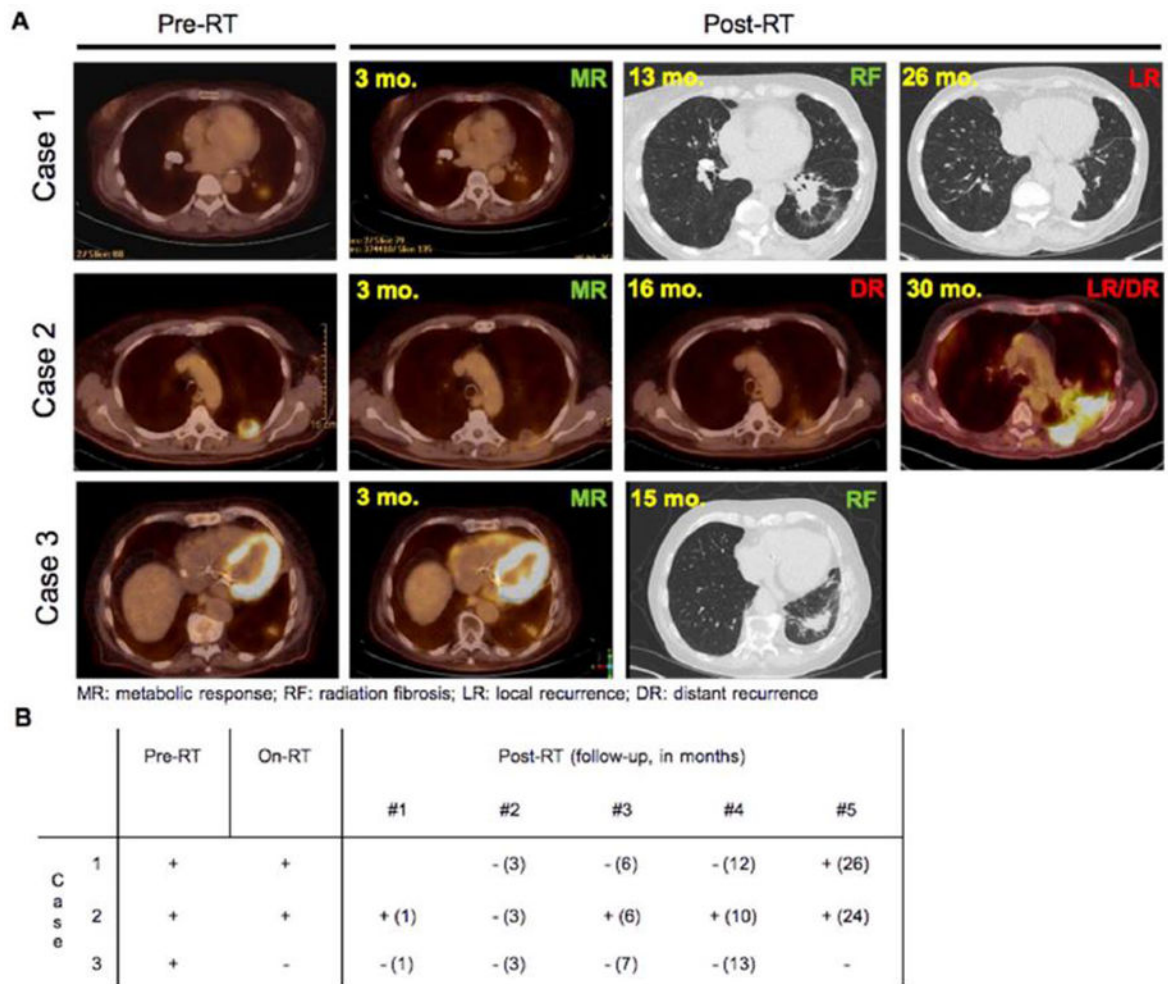 A
Pre-RT Post-RT
Case 1
3 mo. MR
13 mo. RF
26 mo. LR
Case 2
3 mo. MR
16 mo. DR
30 mo. LR/DR
Case 3
3 mo. MR
15 mo. RF
MR: metabolic response; RF: radiation fibrosis; LR: local recurrence; DR: distant recurrence
B
Pre-RT On-RT Post-RT (follow-up, in months)
#1 #2 #3 #4 #5
Case
1 + + - (3) - (6) - (12) + (26)
2 + + + (1) - (3) + (6) + (10) + (24)
3 + - - (1) - (3) - (7) - (13) -